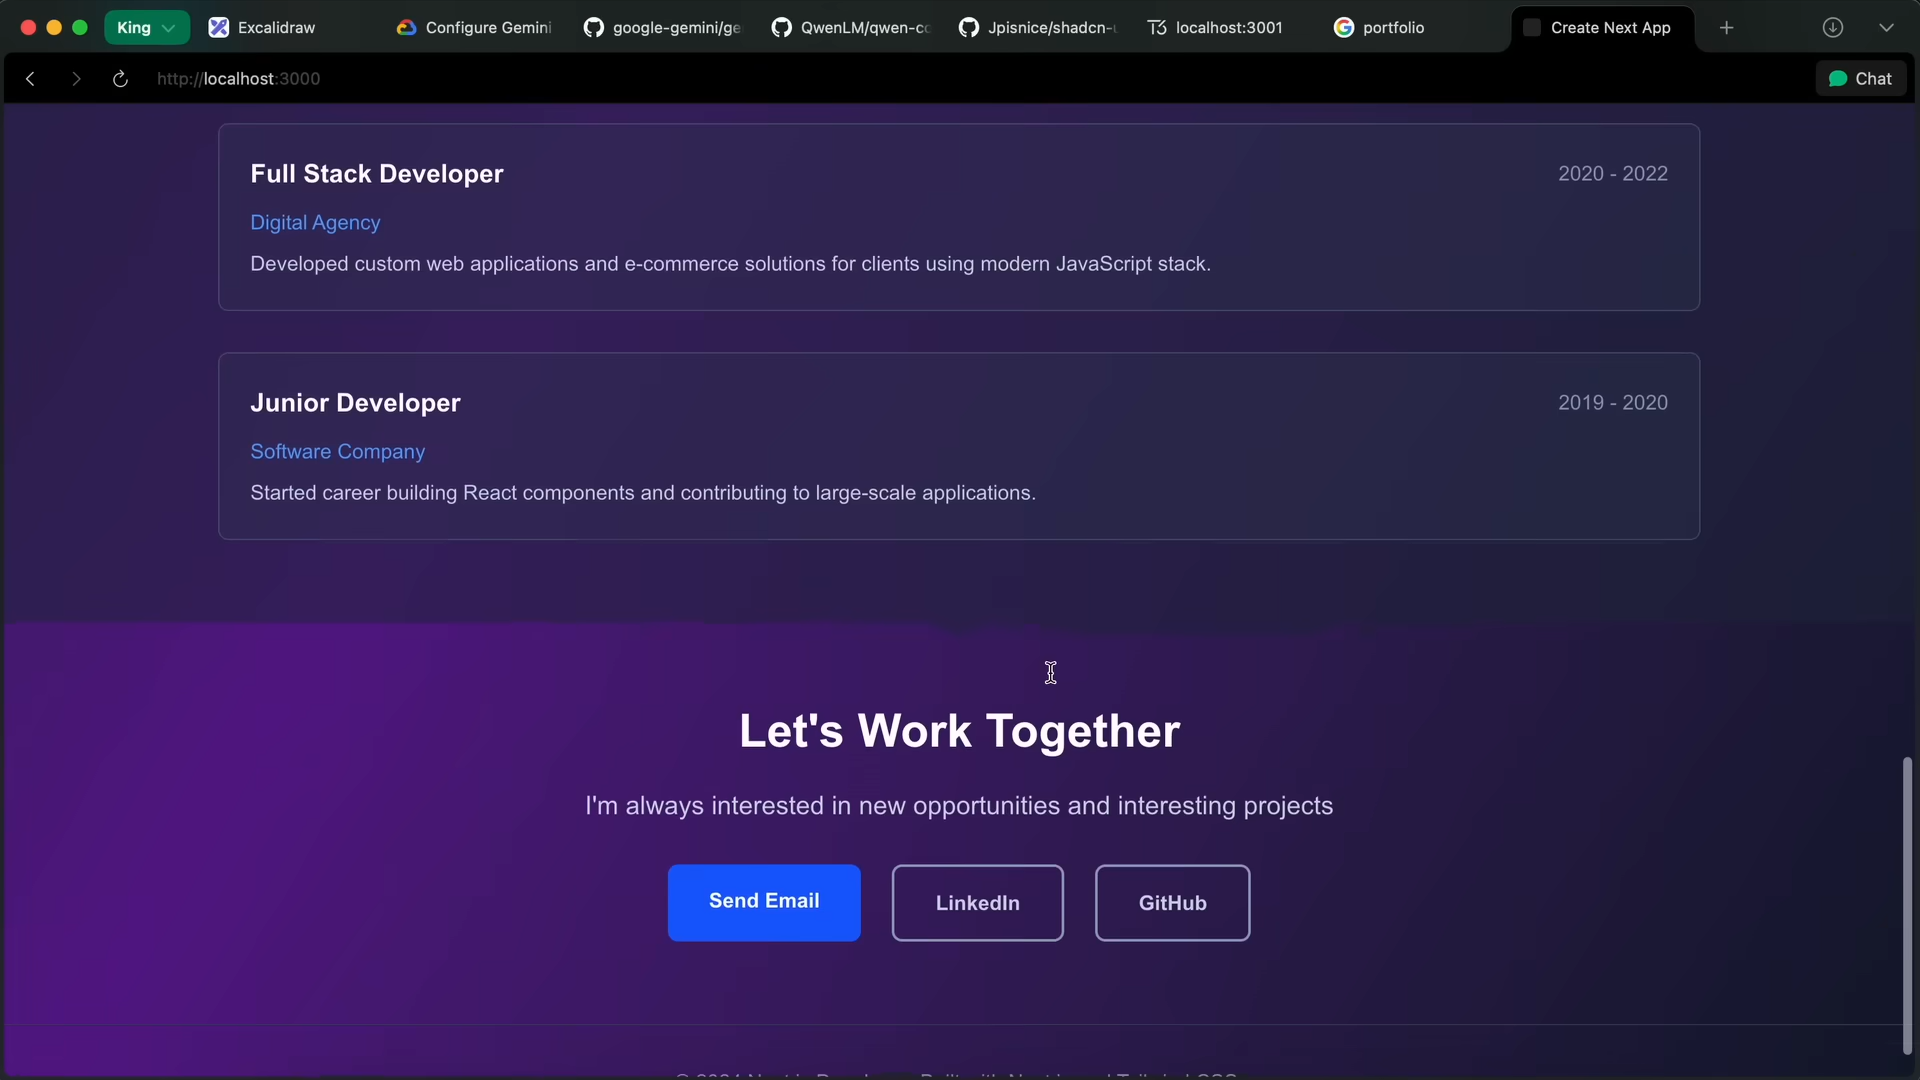 King
Excalidraw
Configure Gemini
google-gemini/ge
QwenLM/qwen-co
Jpisnice/shadcn-u
localhost:3001
portfolio
Create Next App
http://localhost:3000
Chat
Full Stack Developer
2020 - 2022
Digital Agency
Developed custom web applications and e-commerce solutions for clients using modern JavaScript stack.
Junior Developer
2019 - 2020
Software Company
Started career building React components and contributing to large-scale applications.
Let's Work Together
I'm always interested in new opportunities and interesting projects
Send Email
LinkedIn
GitHub